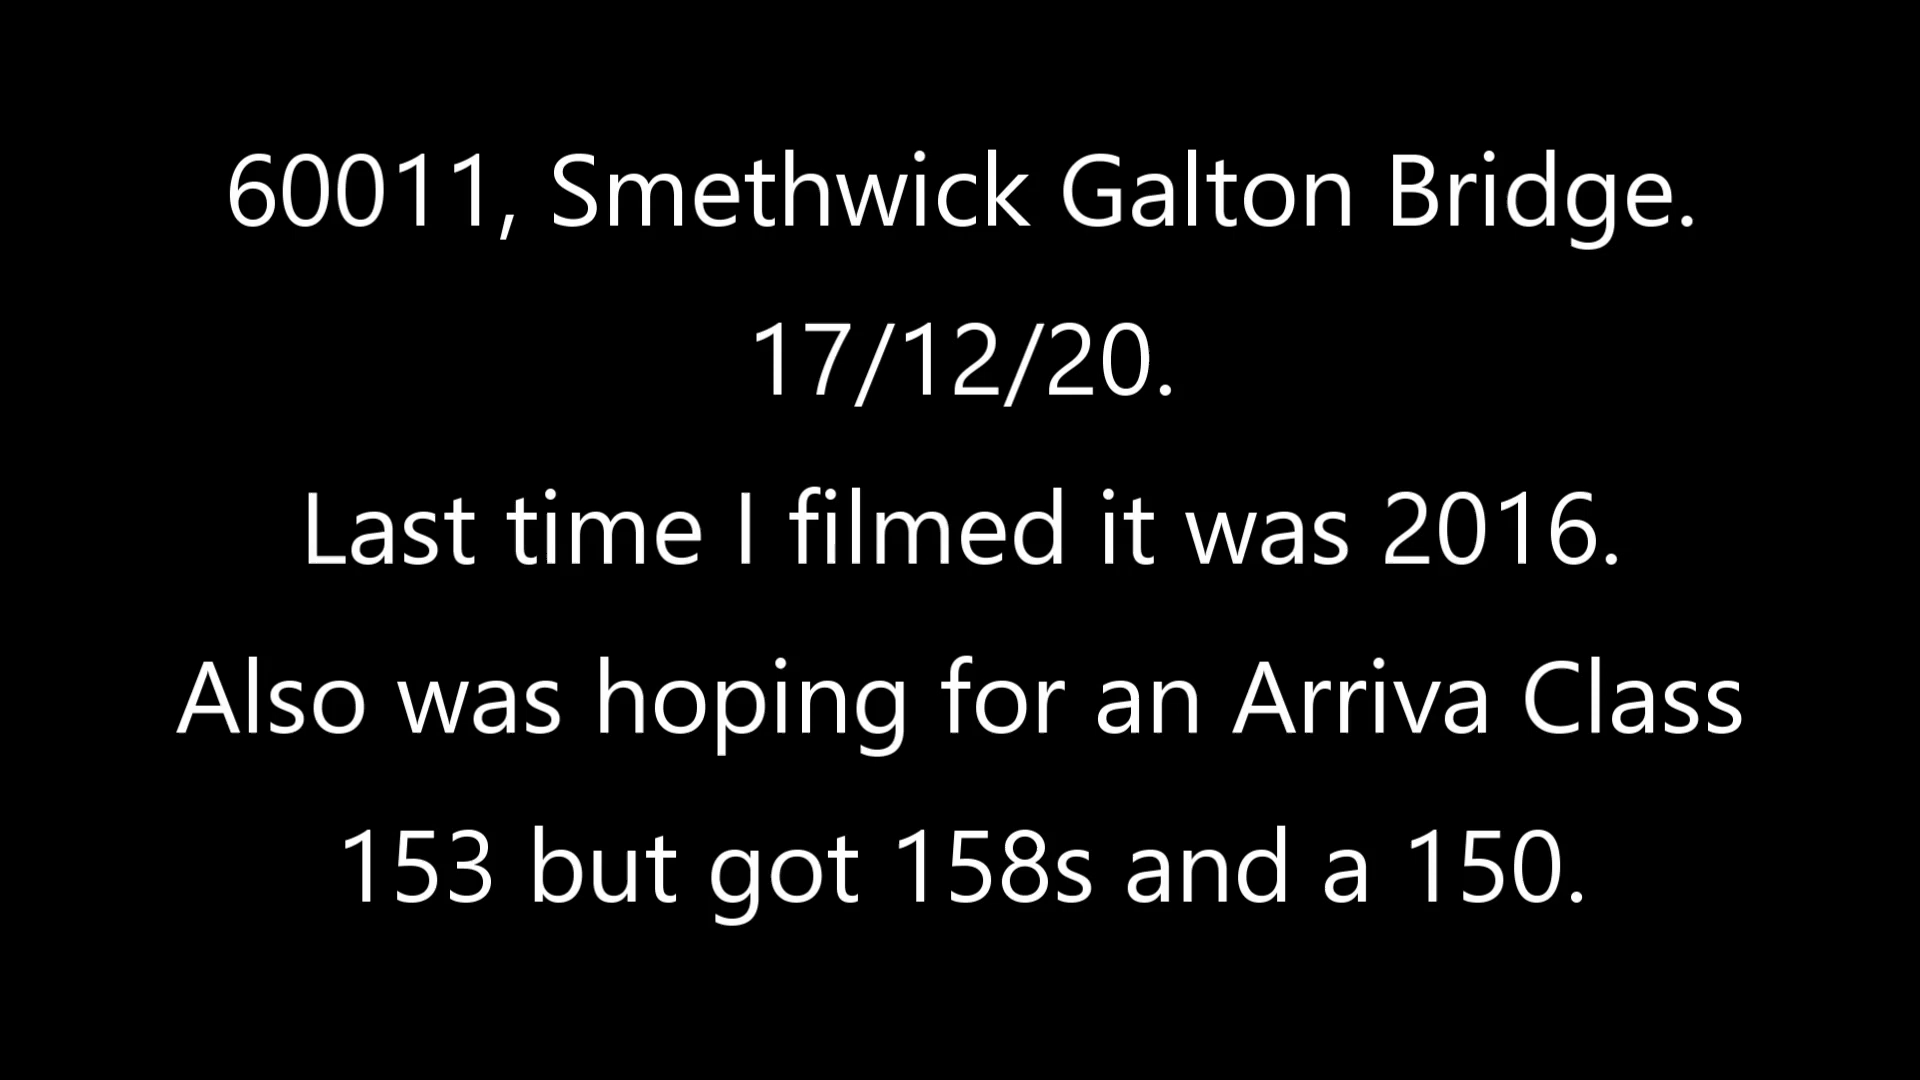 60011, Smethwick Galton Bridge.
17/12/20.
Last time I filmed it was 2016.
Also was hoping for an Arriva Class
153 but got 158s and a 150.